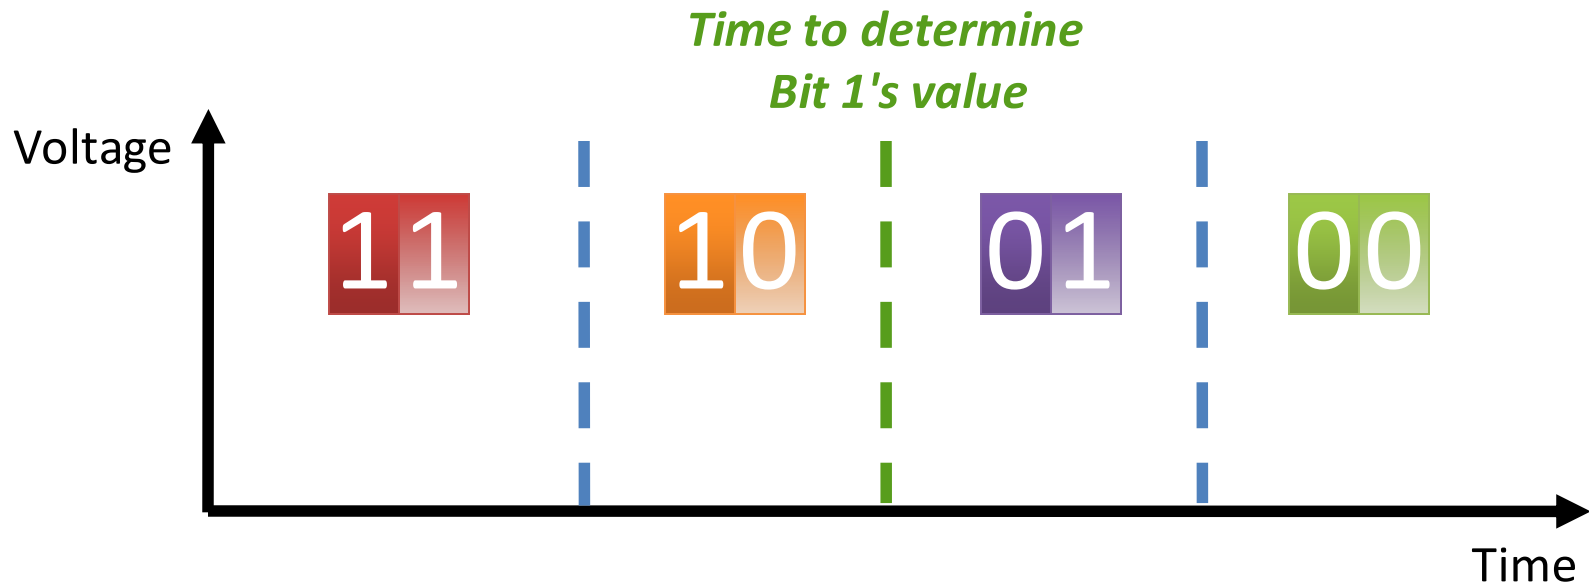 Time to determine
Bit 1's value
Voltage
11 10 01 00
Time